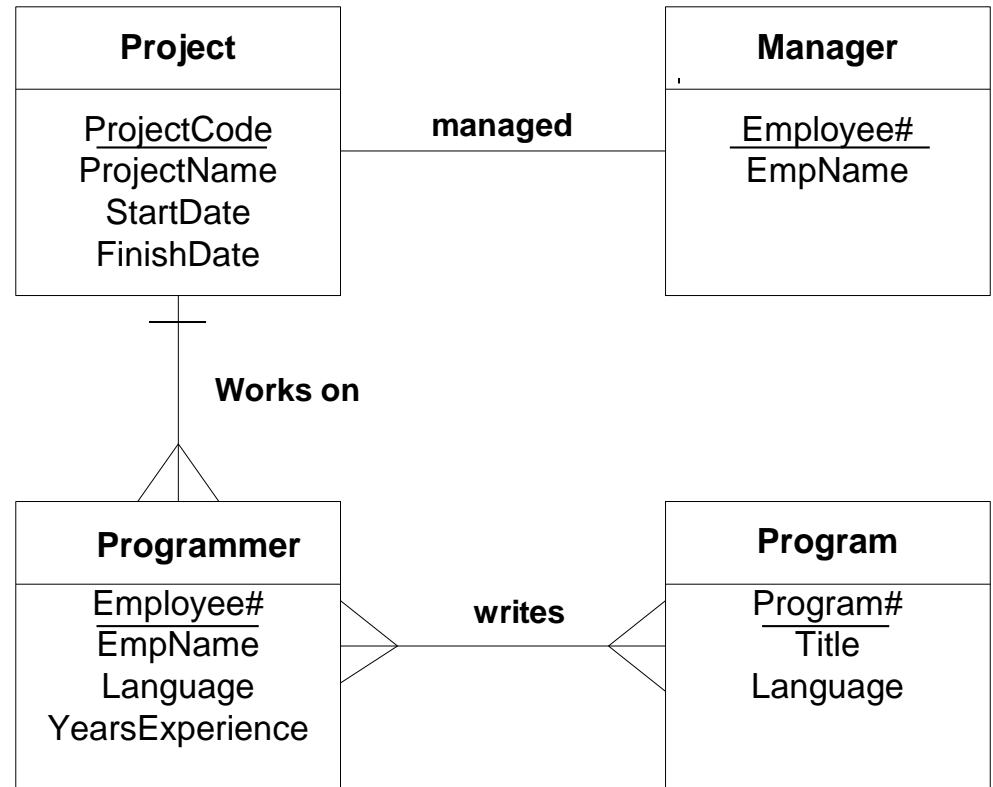 Project
ProjectCode
ProjectName
StartDate
FinishDate
managed
Manager
Employee#
EmpName
Works on
Programmer
Employee#
EmpName
Language
YearsExperience
writes
Program
Program#
Title
Language